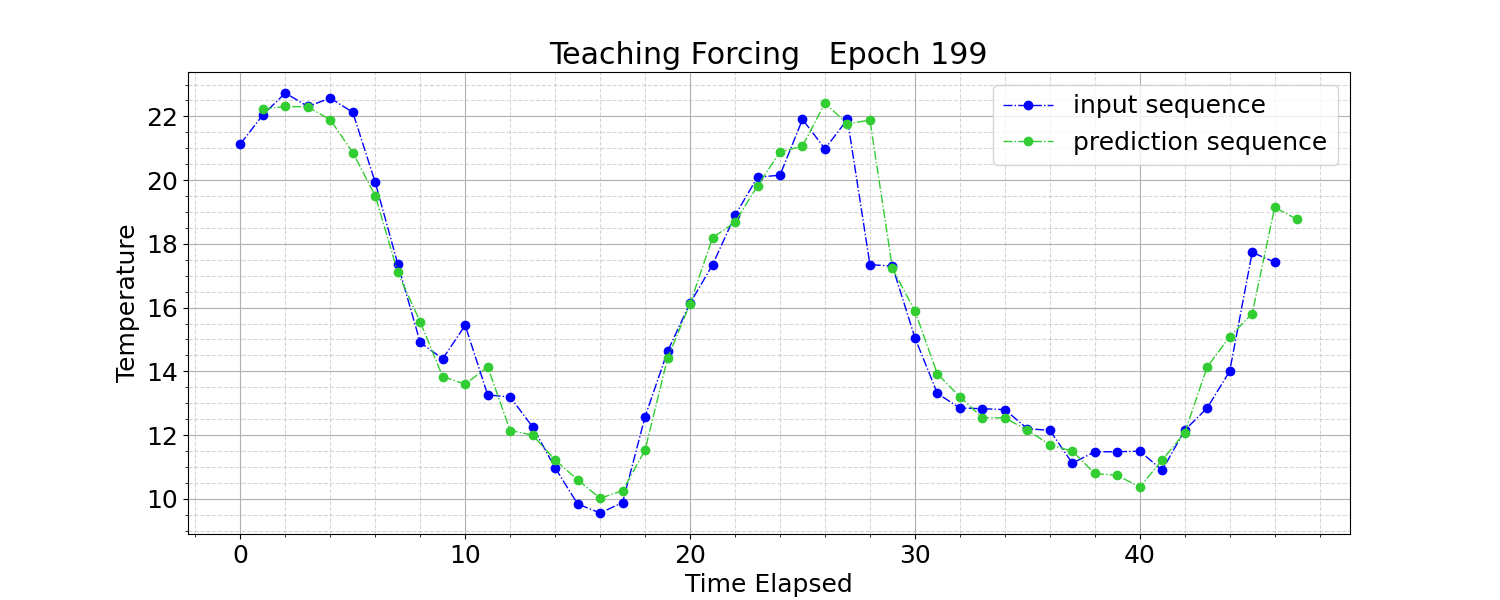 Teaching Forcing   Epoch 199
input sequence
prediction sequence
Temperature
22
20
18
16
14
12
10
0 10 20 30 40
Time Elapsed